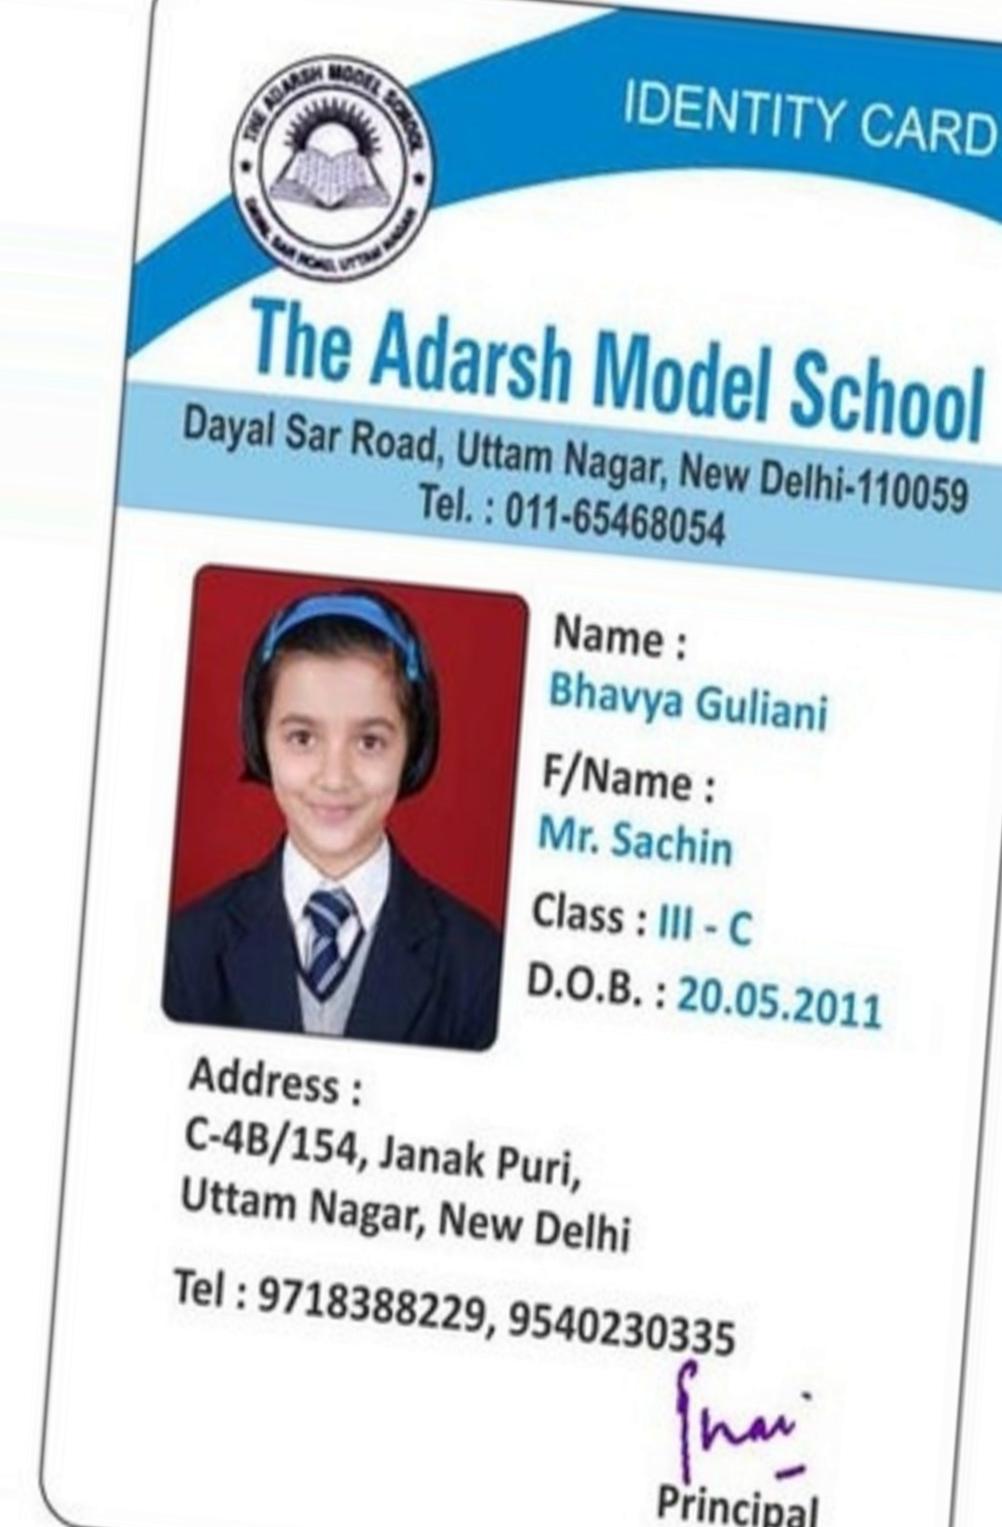 THE ADARSH MODEL SCHOOL
DAYAL SAR ROAD, UTTAM NAGAR
IDENTITY CARD
The Adarsh Model School
Dayal Sar Road, Uttam Nagar, New Delhi-110059
Tel. : 011-65468054
Name :
Bhavya Guliani
F/Name :
Mr. Sachin
Class : III - C
D.O.B. : 20.05.2011
Address :
C-4B/154, Janak Puri,
Uttam Nagar, New Delhi
Tel : 9718388229, 9540230335
Principal